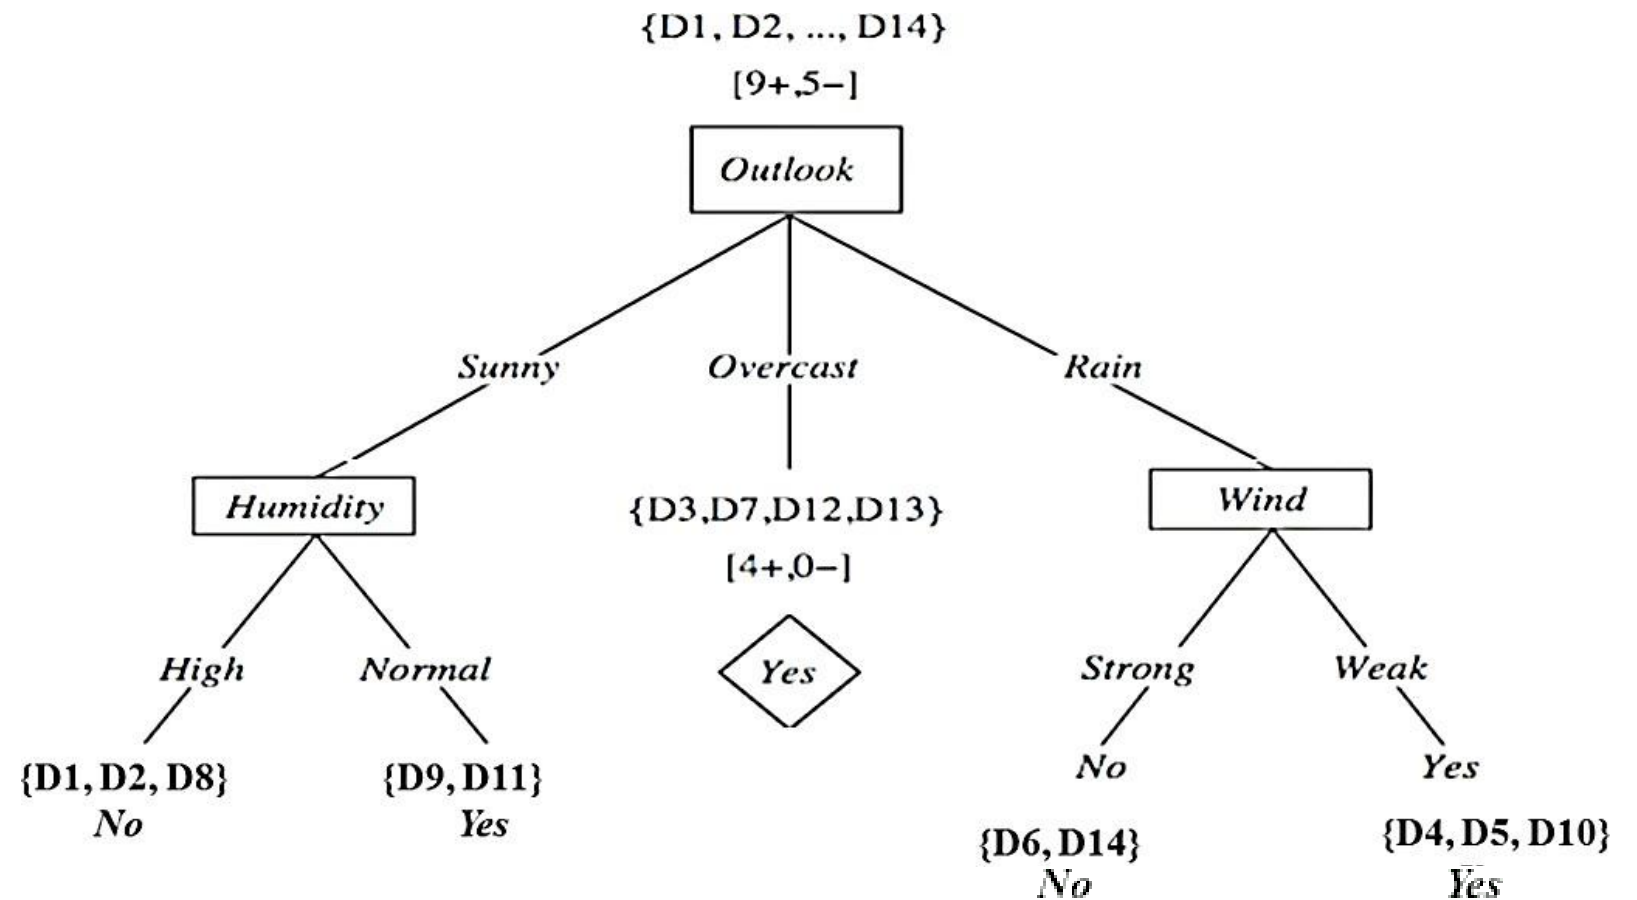 {D1, D2, ..., D14}
[9+,5−]
Outlook
Sunny
Overcast
Rain
Humidity
{D3,D7,D12,D13}
[4+,0−]
Wind
High
Normal
Yes
Strong
Weak
{D1, D2, D8}
No
{D9, D11}
Yes
No
{D6, D14}
No
Yes
{D4, D5, D10}
Yes